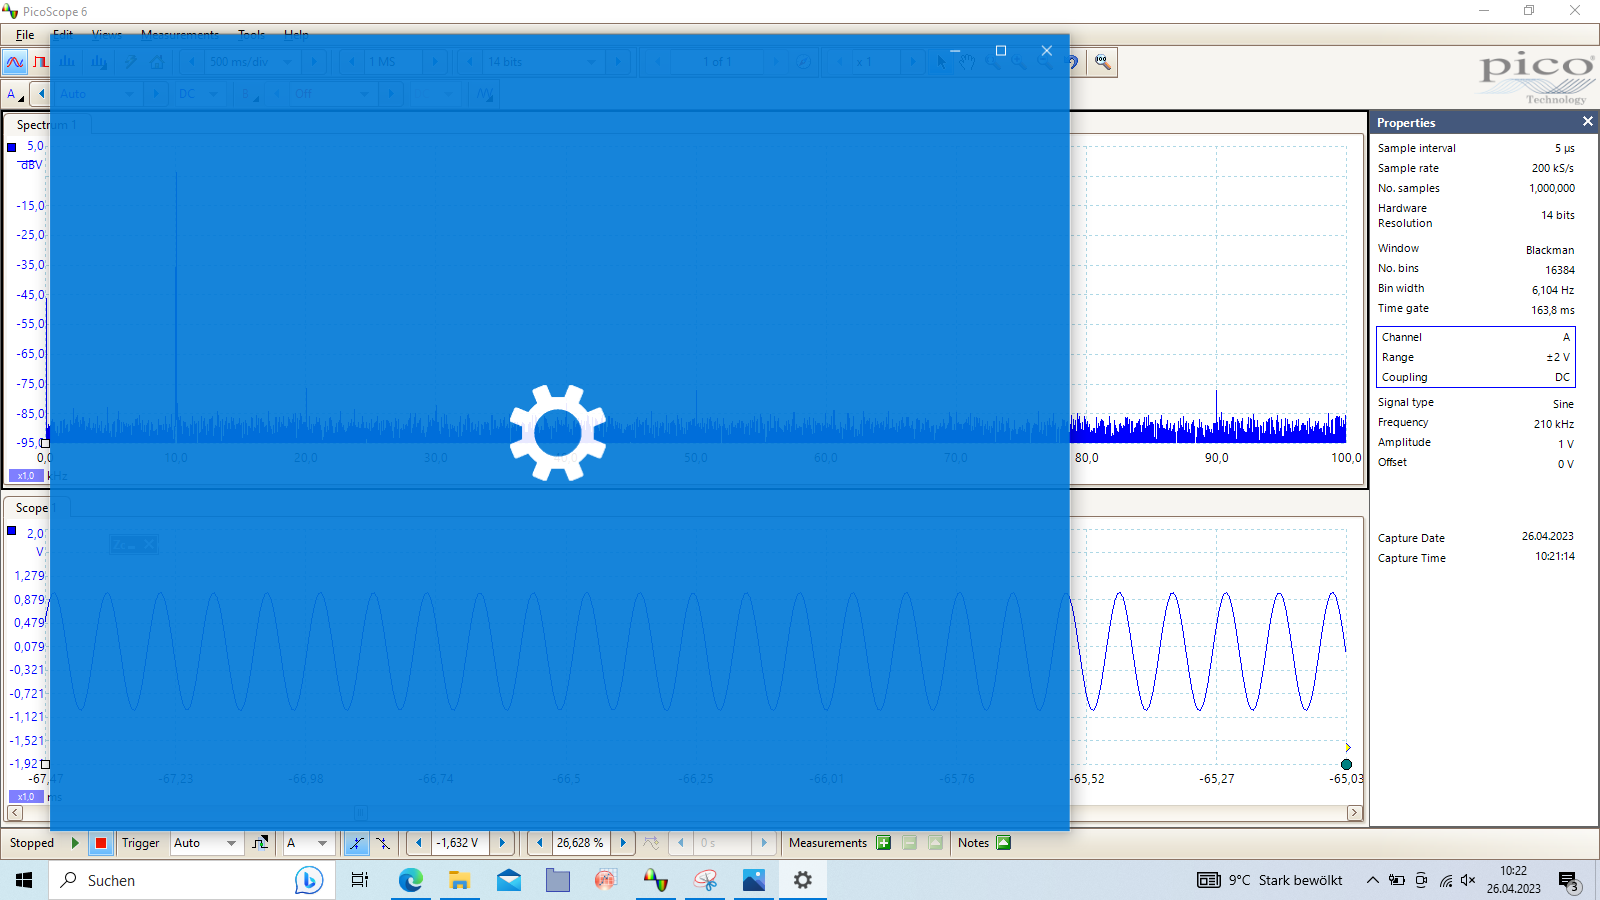 PicoScope 6
File Edit Views Measurements Tools Help
500 ms/div 1 MS 14 bits 1 of 1 x 1
pico
Technology
A Auto DC Off
Spectrum 1
5,0
dBV
-15,0
-25,0
-35,0
-45,0
-55,0
-65,0
-75,0
-85,0
-95,0
0,0 10,0 20,0 30,0 50,0 60,0 70,0 80,0 90,0 100,0
x1,0 kHz
Scope
2,0
V
1,279
0,879
0,479
0,079
-0,321
-0,721
-1,121
-1,521
-1,921
-67,47 -67,23 -66,98 -66,74 -66,5 -66,25 -66,01 -65,76 -65,52 -65,27 -65,03
x1,0 ms
Properties
Sample interval 5 µs
Sample rate 200 kS/s
No. samples 1,000,000
Hardware
Resolution 14 bits
Window Blackman
No. bins 16384
Bin width 6,104 Hz
Time gate 163,8 ms
Channel A
Range ±2 V
Coupling DC
Signal type Sine
Frequency 210 kHz
Amplitude 1 V
Offset 0 V
Capture Date 26.04.2023
Capture Time 10:21:14
Stopped Trigger Auto A -1,632 V 26,628 % 0 s Measurements Notes
Suchen 9°C Stark bewölkt 10:22
26.04.2023 3